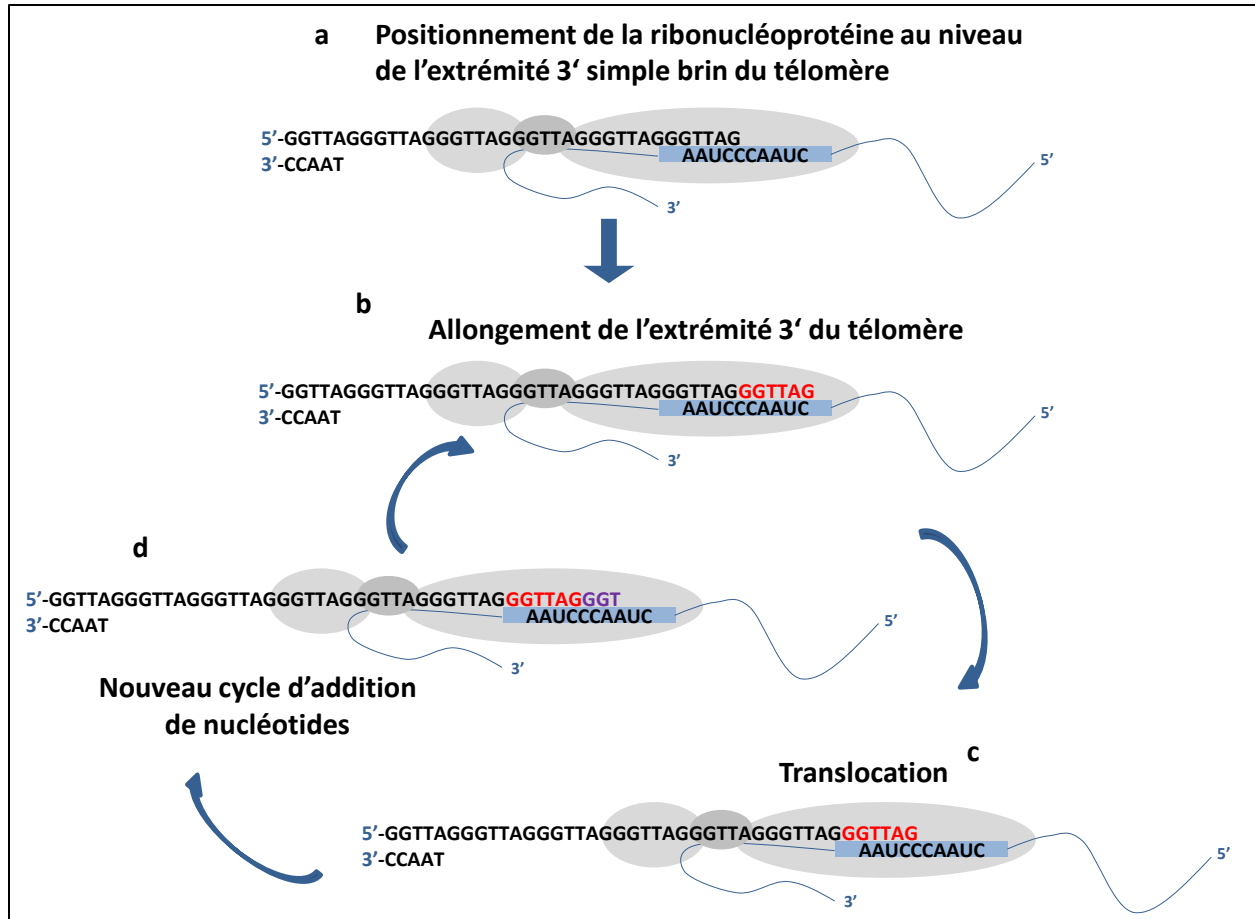 a Positionnement de la ribonucléoprotéine au niveau
de l’extrémité 3‘ simple brin du télomère
5’-GGTTAGGGTTAGGGTTAGGGTTAGGGTTAGGGTTAG
3’-CCAAT
AAUCCCAAUC
5’
3’
b
Allongement de l’extrémité 3‘ du télomère
5’-GGTTAGGGTTAGGGTTAGGGTTAGGGTTAGGGTTAGGGTTAG
3’-CCAAT
AAUCCCAAUC
5’
3’
d
5’-GGTTAGGGTTAGGGTTAGGGTTAGGGTTAGGGTTAGGGTTAGGGT
3’-CCAAT
AAUCCCAAUC
5’
3’
Nouveau cycle d’addition
de nucléotides
c
Translocation
5’-GGTTAGGGTTAGGGTTAGGGTTAGGGTTAGGGTTAGGGTTAG
3’-CCAAT
AAUCCCAAUC
5’
3’